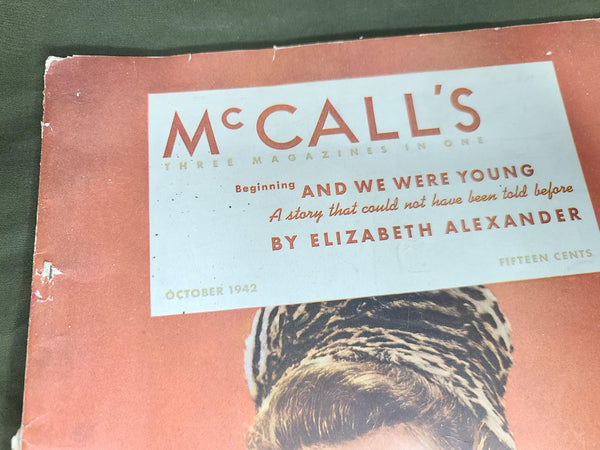 McCALL'S
THREE MAGAZINES IN ONE
Beginning AND WE WERE YOUNG
A story that could not have been told before
BY ELIZABETH ALEXANDER
OCTOBER 1942
FIFTEEN CENTS